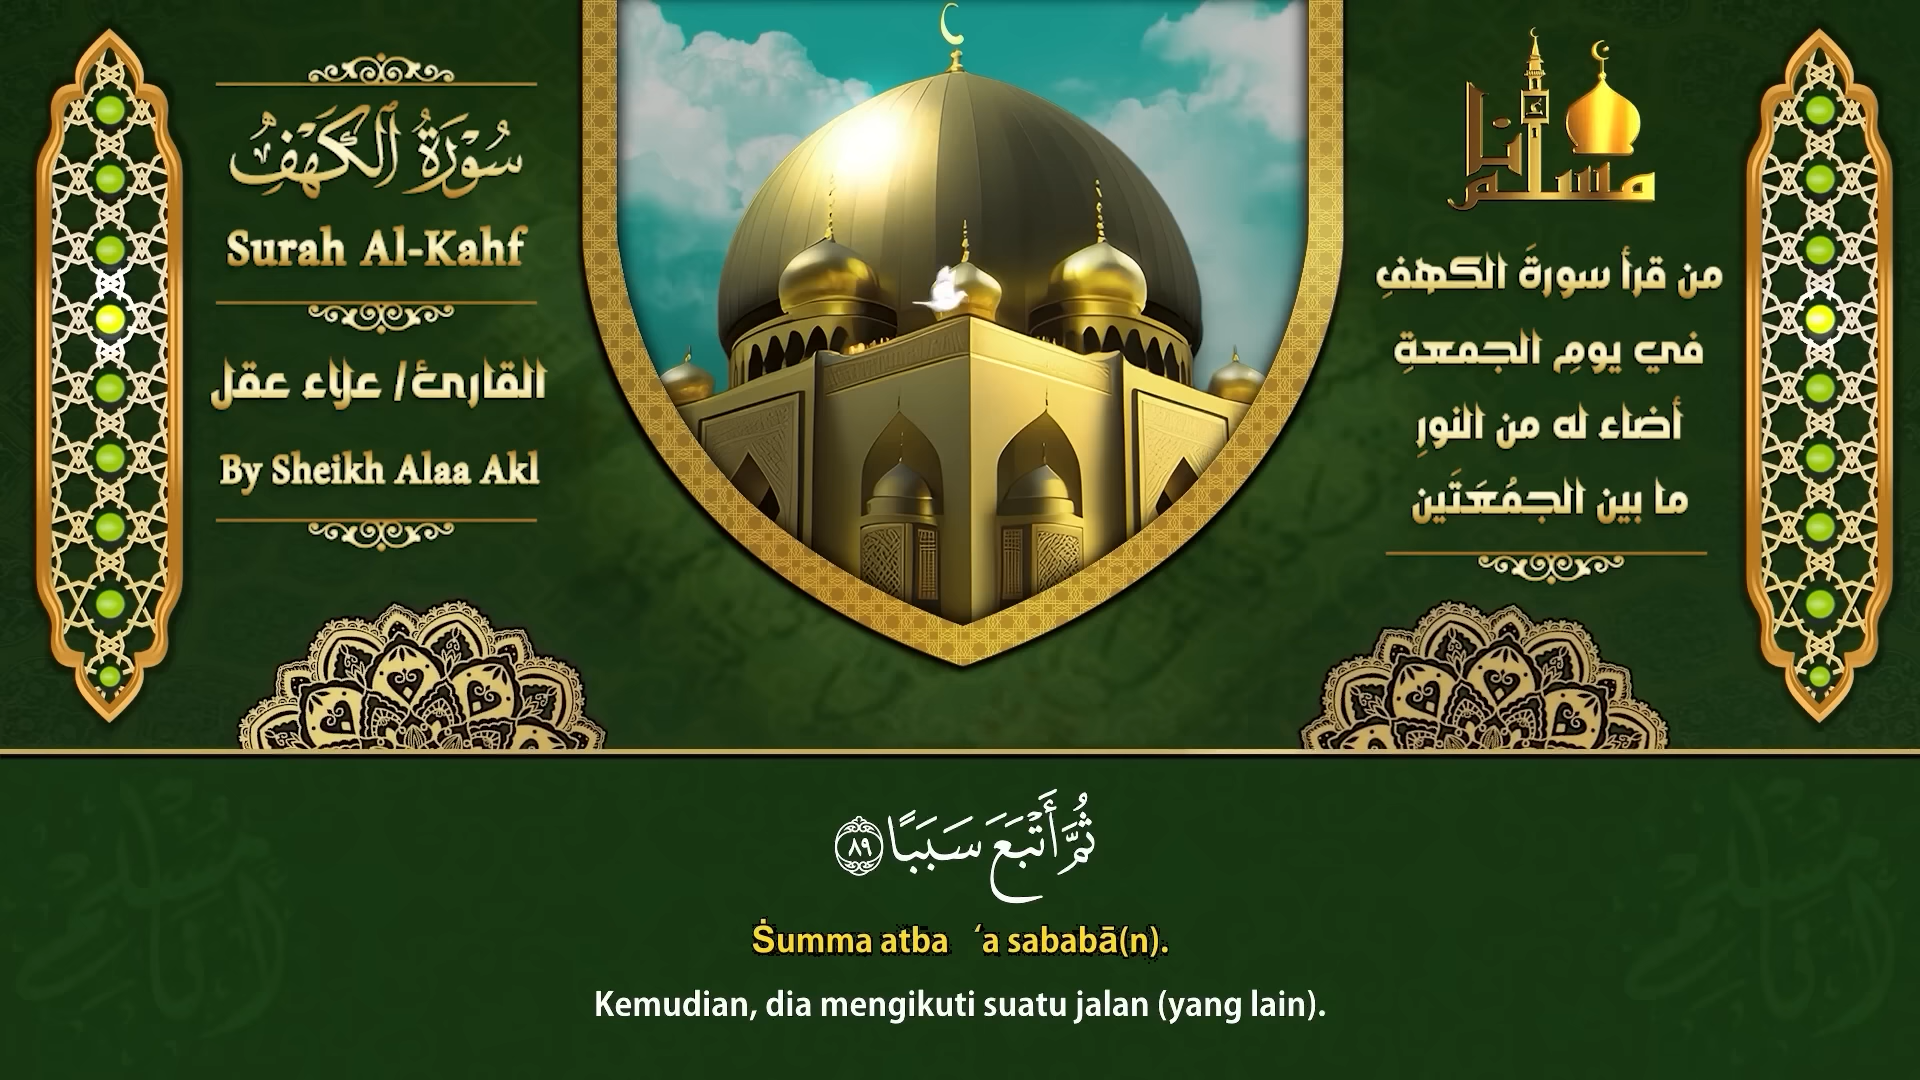 سُوْرَةُ الكَهْفِ
Surah Al-Kahf
القارئ / علاء عقل
By Sheikh Alaa Akl
أنا مسلم
من قرأ سورةَ الكهفِ
في يومِ الجمعةِ
أضاء له من النورِ
ما بين الجمُعَتَين
ثُمَّ أَتْبَعَ سَبَبًا ٨٩
Ṡumma atba ‘a sababā(n).
Kemudian, dia mengikuti suatu jalan (yang lain).